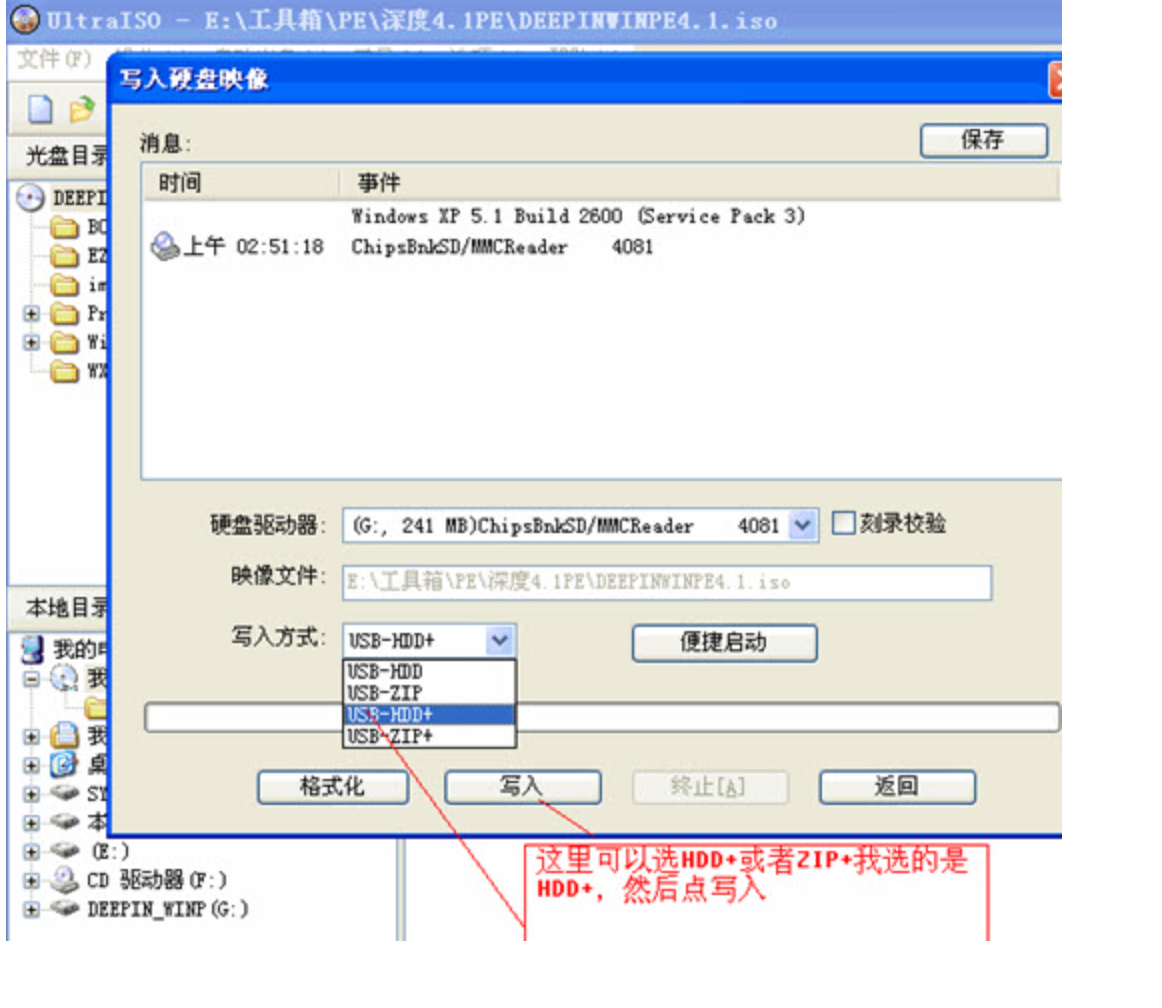 UltraISO - E:\工具箱\PE\深度4.1PE\DEEPINWINPE4.1.iso
文件(F)
写入硬盘映像
消息:
保存
光盘目录
时间 事件
DEEPI
Windows XP 5.1 Build 2600 (Service Pack 3)
上午 02:51:18 ChipsBnkSD/MMCReader 4081
BO
EZ
im
Pr
Wi
WX
硬盘驱动器: (G:, 241 MB)ChipsBnkSD/MMCReader 4081 刻录校验
映像文件: E:\工具箱\PE\深度4.1PE\DEEPINWINPE4.1.iso
本地目录
写入方式: USB-HDD+ 便捷启动
我的电
我
USB-HDD
USB-ZIP
USB-HDD+
USB-ZIP+
我
桌
SY
本
格式化 写入 终止[A] 返回
(E:)
CD 驱动器(F:)
DEEPIN_WINP(G:)
这里可以选HDD+或者ZIP+我选的是
HDD+，然后点写入